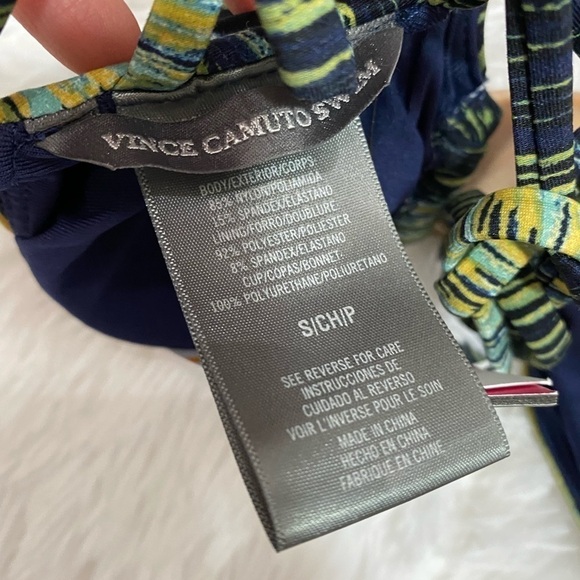 VINCE CAMUTO SWIM
BODY/EXTERIOR/CORPS
85% NYLON/POLIAMIDA
15% SPANDEX/ELASTANO
LINING/FORRO/DOUBLURE
92% POLYESTER/POLIESTER
8% SPANDEX/ELASTANO
CUP/COPAS/BONNET:
100% POLYURETHANE/POLIURETANO
S/CH/P
SEE REVERSE FOR CARE
INSTRUCCIONES DE
CUIDADO AL REVERSO
VOIR L'INVERSE POUR LE SOIN
MADE IN CHINA
HECHO EN CHINA
FABRIQUE EN CHINE